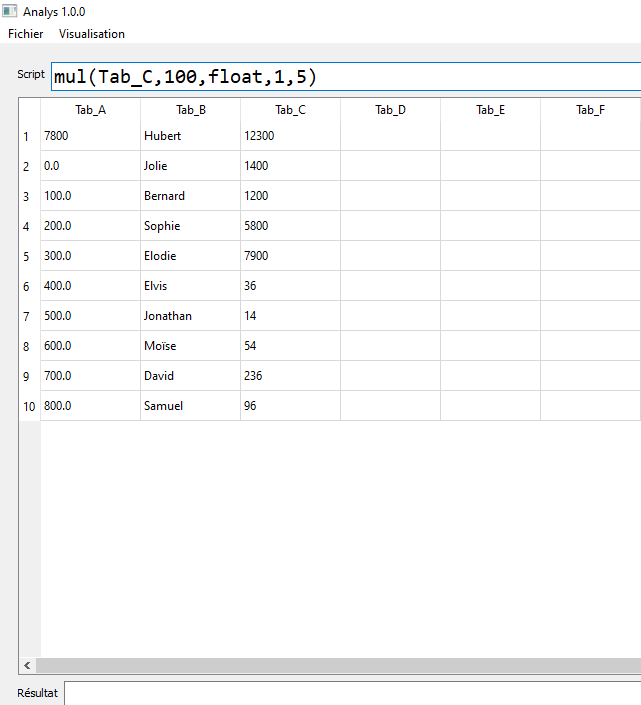 Analys 1.0.0
Fichier Visualisation
Script mul(Tab_C,100,float,1,5)
Tab_A Tab_B Tab_C Tab_D Tab_E Tab_F
1 7800 Hubert 12300
2 0.0 Jolie 1400
3 100.0 Bernard 1200
4 200.0 Sophie 5800
5 300.0 Elodie 7900
6 400.0 Elvis 36
7 500.0 Jonathan 14
8 600.0 Moïse 54
9 700.0 David 236
10 800.0 Samuel 96
Résultat